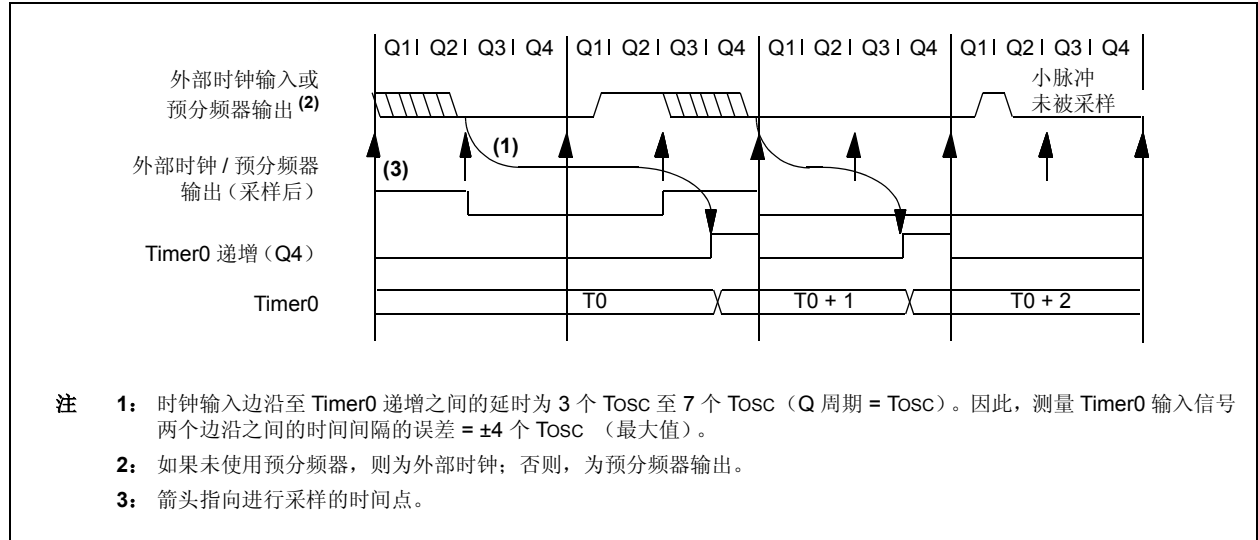 Q1 Q2 Q3 Q4 Q1 Q2 Q3 Q4 Q1 Q2 Q3 Q4 Q1 Q2 Q3 Q4
外部时钟输入或
预分频器输出 (2)
小脉冲
未被采样
(1)
(3)
外部时钟 / 预分频器
输出（采样后）
Timer0 递增（Q4）
Timer0
T0
T0 + 1
T0 + 2
注 1： 时钟输入边沿至 Timer0 递增之间的延时为 3 个 TOSC 至 7 个 TOSC （Q 周期 = TOSC）。因此，测量 Timer0 输入信号
两个边沿之间的时间间隔的误差 = ±4 个 TOSC （最大值）。
2： 如果未使用预分频器，则为外部时钟；否则，为预分频器输出。
3： 箭头指向进行采样的时间点。